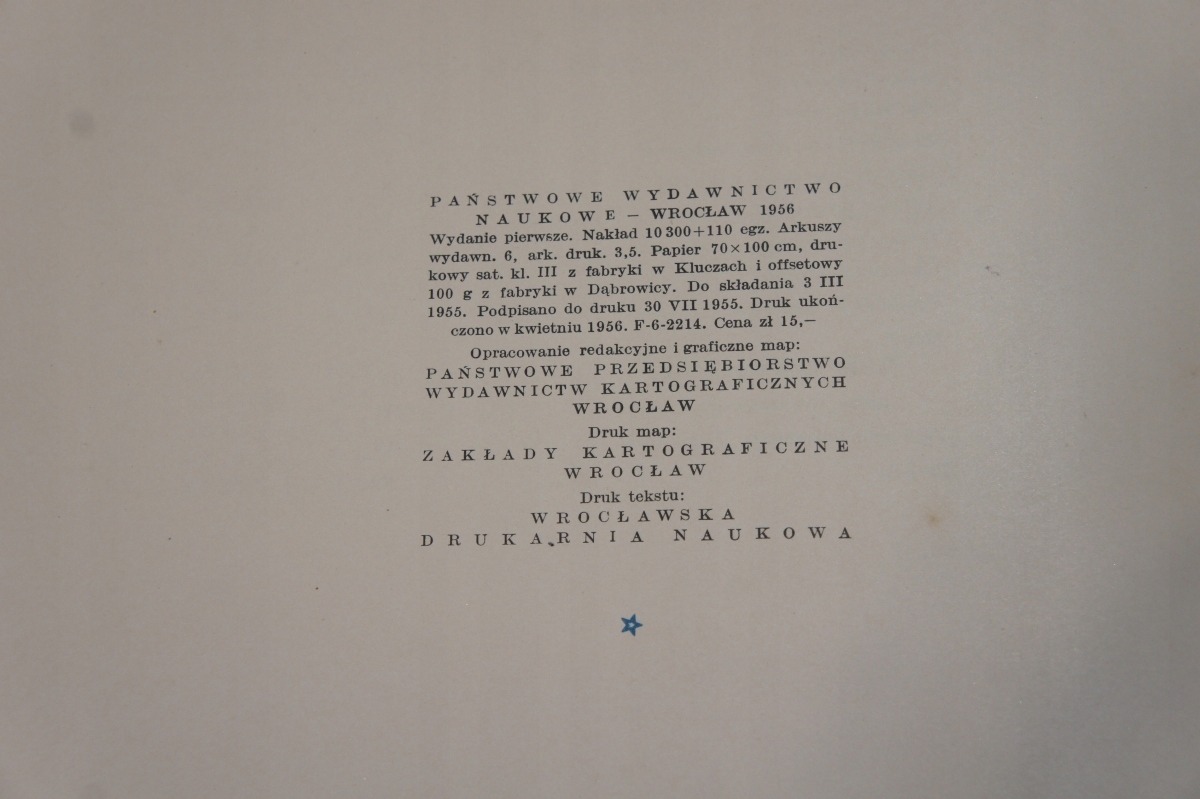 PAŃSTWOWE WYDAWNICTWO
NAUKOWE — WROCŁAW 1956
Wydanie pierwsze. Nakład 10 300+110 egz. Arkuszy
wydawn. 6, ark. druk. 3,5. Papier 70×100 cm, dru-
kowy sat. kl. III z fabryki w Kluczach i offsetowy
100 g z fabryki w Dąbrowicy. Do składania 3 III
1955. Podpisano do druku 30 VII 1955. Druk ukoń-
czono w kwietniu 1956. F-6-2214. Cena zł 15,—
Opracowanie redakcyjne i graficzne map:
PAŃSTWOWE PRZEDSIĘBIORSTWO
WYDAWNICTW KARTOGRAFICZNYCH
WROCŁAW
Druk map:
ZAKŁADY KARTOGRAFICZNE
WROCŁAW
Druk tekstu:
WROCŁAWSKA
DRUKARNIA NAUKOWA